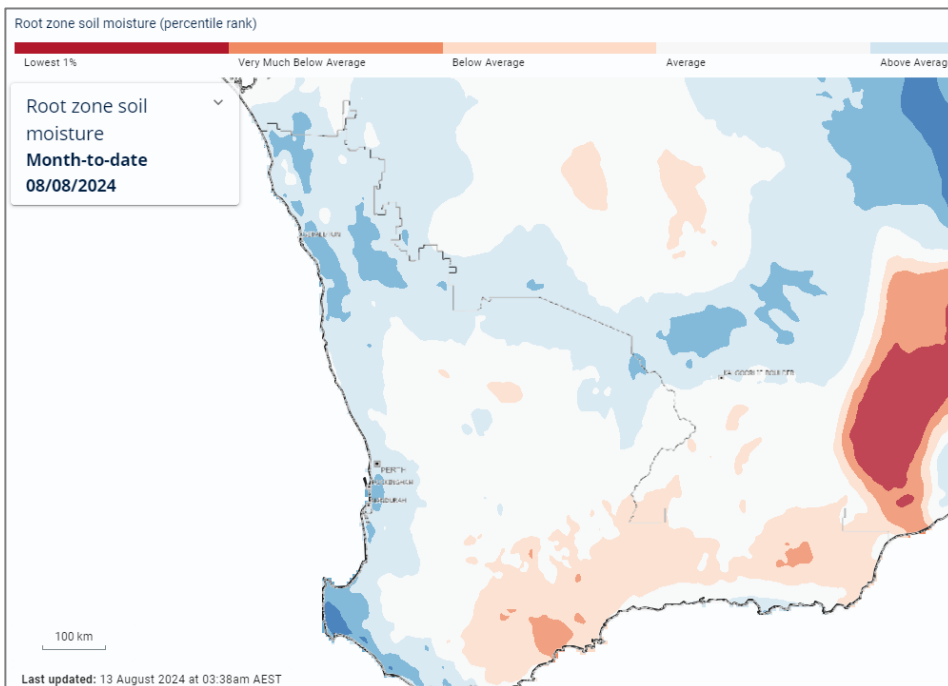 Root zone soil moisture (percentile rank)
Lowest 1% Very Much Below Average Below Average Average Above Averag
Root zone soil
moisture
Month-to-date
08/08/2024
PERTH
100 km
Last updated: 13 August 2024 at 03:38am AEST